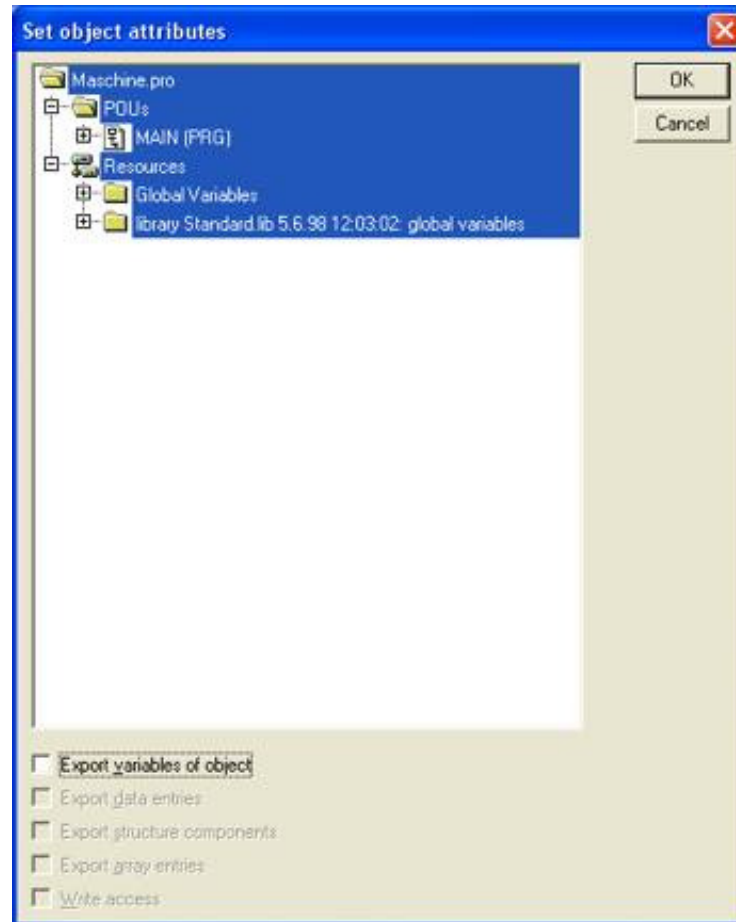 Set object attributes
Maschine.pro
OK
POUs
Cancel
MAIN (PRG)
Resources
Global Variables
library Standard.lib 5.6.98 12:03:02: global variables
Export variables of object
Export data entries
Export structure components
Export array entries
Write access